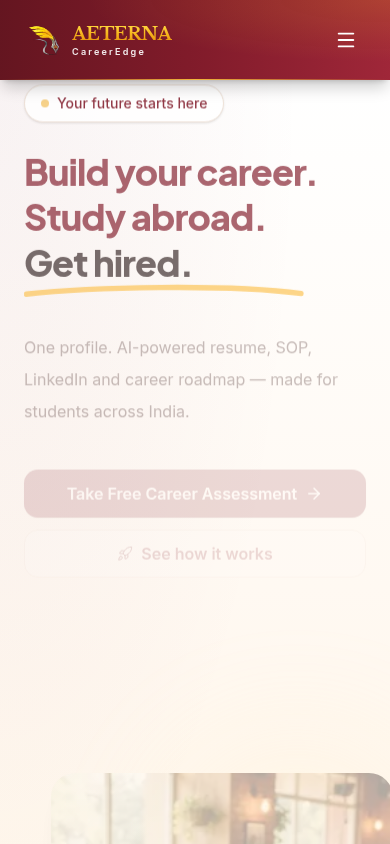 AETERNA
CareerEdge
Your future starts here
Build your career.
Study abroad.
Get hired.
One profile. AI-powered resume, SOP,
LinkedIn and career roadmap — made for
students across India.
Take Free Career Assessment →
See how it works